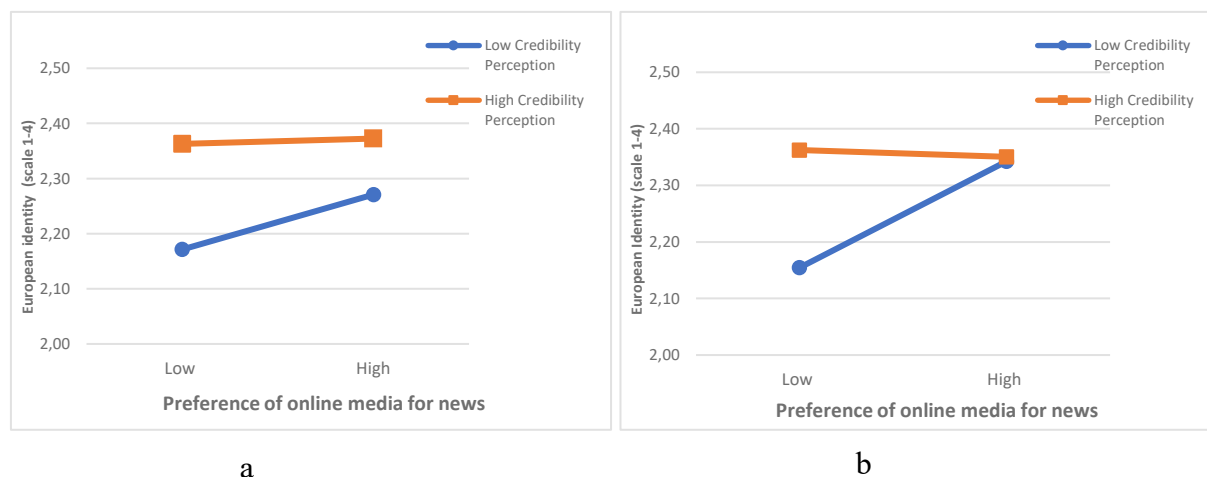 Low Credibility
Perception
High Credibility
Perception
2,50
2,40
2,30
2,20
2,10
2,00
European identity (scale 1-4)
Low
High
Preference of online media for news
a
Low Credibility
Perception
High Credibility
Perception
2,50
2,40
2,30
2,20
2,10
2,00
European Identity (scale 1-4)
Low
High
Preference of online media for news
b